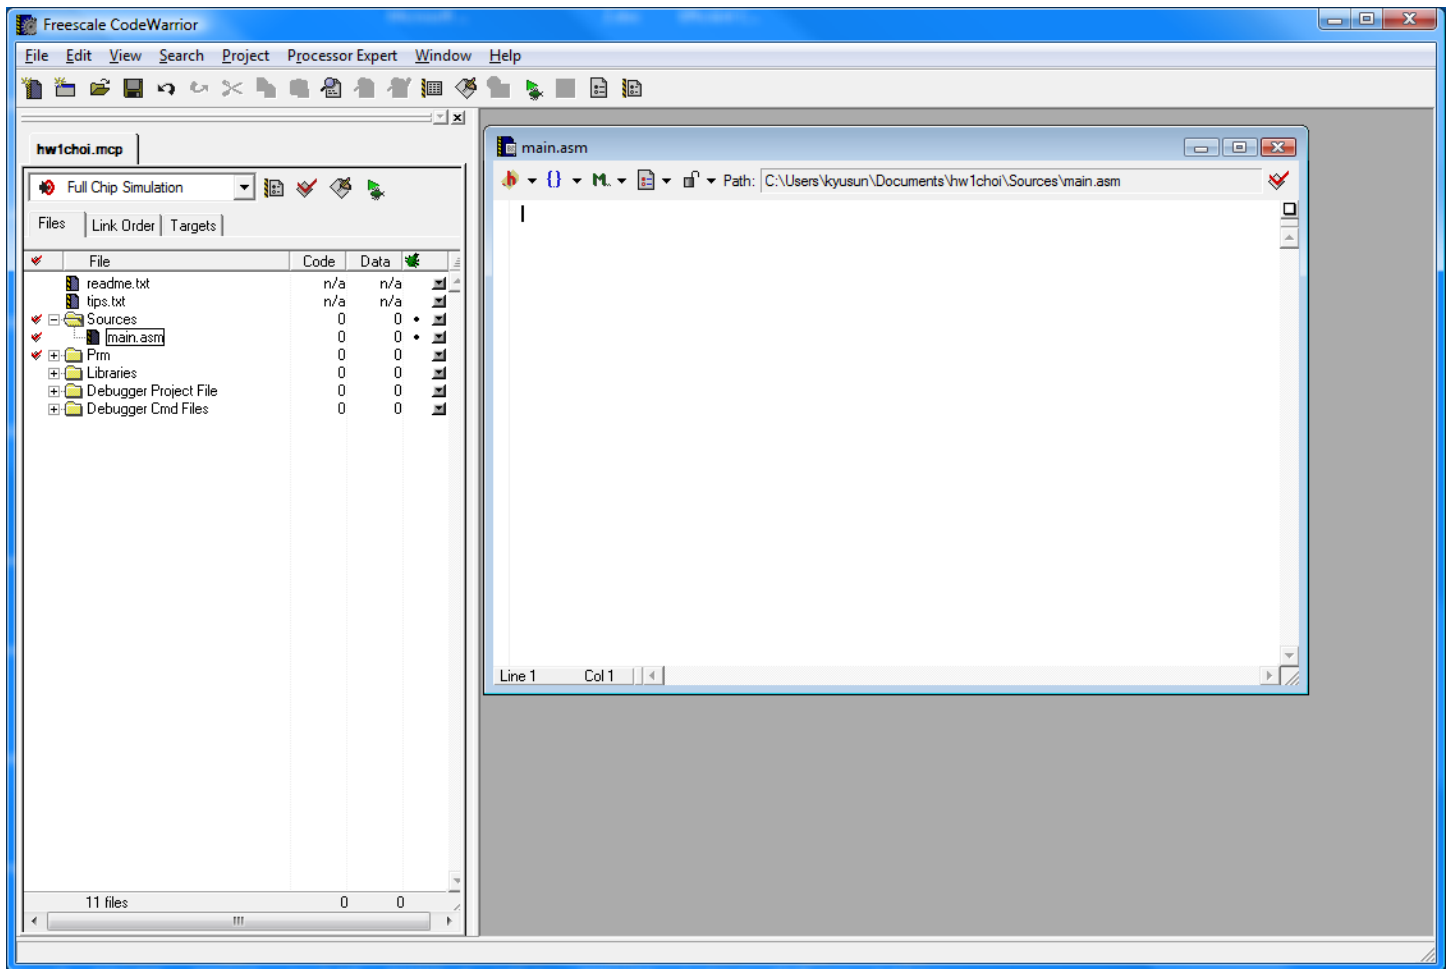 Freescale CodeWarrior
File Edit View Search Project Processor Expert Window Help
hw1choi.mcp
Full Chip Simulation
Files Link Order Targets
File Code Data
readme.txt n/a n/a
tips.txt n/a n/a
Sources 0 0
main.asm 0 0
Prm 0 0
Libraries 0 0
Debugger Project File 0 0
Debugger Cmd Files 0 0
11 files 0 0
main.asm
h {} M. Path: C:\Users\kyusun\Documents\hw1choi\Sources\main.asm
Line 1 Col 1